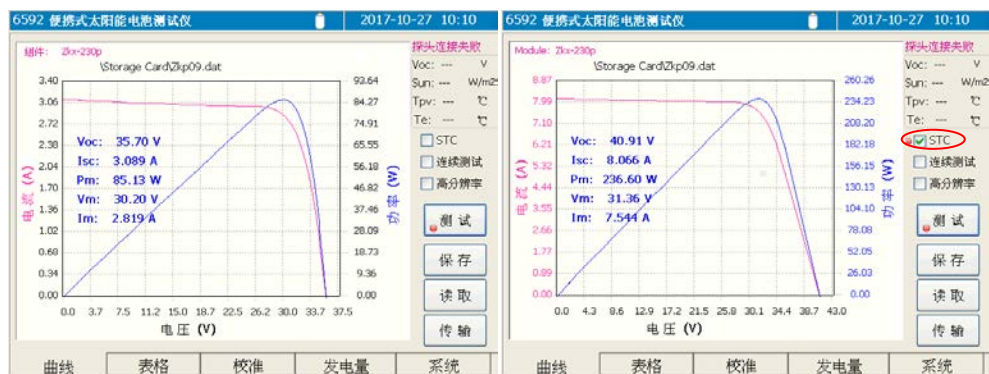 6592 便携式太阳能电池测试仪
2017-10-27 10:10
组件: Zkx-230p
\Storage Card\Zkp09.dat
3.40
3.06
2.72
2.38
2.04
1.70
1.36
1.02
0.68
0.34
0.00
电流 (A)
Voc: 35.70 V
Isc: 3.089 A
Pm: 85.13 W
Vm: 30.20 V
Im: 2.819 A
93.64
84.27
74.91
65.55
56.18
46.82
37.46
28.09
18.73
9.36
0.00
功率 (W)
0.0 3.7 7.5 11.2 15.0 18.7 22.5 26.2 30.0 33.7 37.5
电压 (V)
探头连接失败
Voc: --- V
Sun: --- W/m2
Tpv: --- ℃
Te: --- ℃
STC
连续测试
高分辨率
测试
保存
读取
传输
曲线 表格 校准 发电量 系统
6592 便携式太阳能电池测试仪
2017-10-27 10:10
Module: Zkx-230p
\Storage Card\Zkp09.dat
8.87
7.99
7.10
6.21
5.32
4.44
3.55
2.66
1.77
0.89
0.00
电流 (A)
Voc: 40.91 V
Isc: 8.066 A
Pm: 236.60 W
Vm: 31.36 V
Im: 7.544 A
260.26
234.23
208.20
182.18
156.15
130.13
104.10
78.08
52.05
26.03
0.00
功率 (W)
0.0 4.3 8.6 12.9 17.2 21.5 25.8 30.1 34.4 38.7 43.0
电压 (V)
探头连接失败
Voc: --- V
Sun: --- W/m2
Tpv: --- ℃
Te: --- ℃
STC
连续测试
高分辨率
测试
保存
读取
传输
曲线 表格 校准 发电量 系统